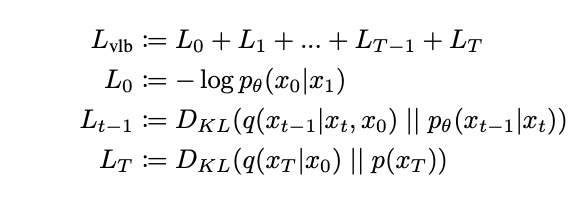 L_vlb := L_0 + L_1 + ... + L_{T−1} + L_T
L_0 := − log p_θ(x_0|x_1)
L_{t−1} := D_{KL}(q(x_{t−1}|x_t, x_0) || p_θ(x_{t−1}|x_t))
L_T := D_{KL}(q(x_T|x_0) || p(x_T))